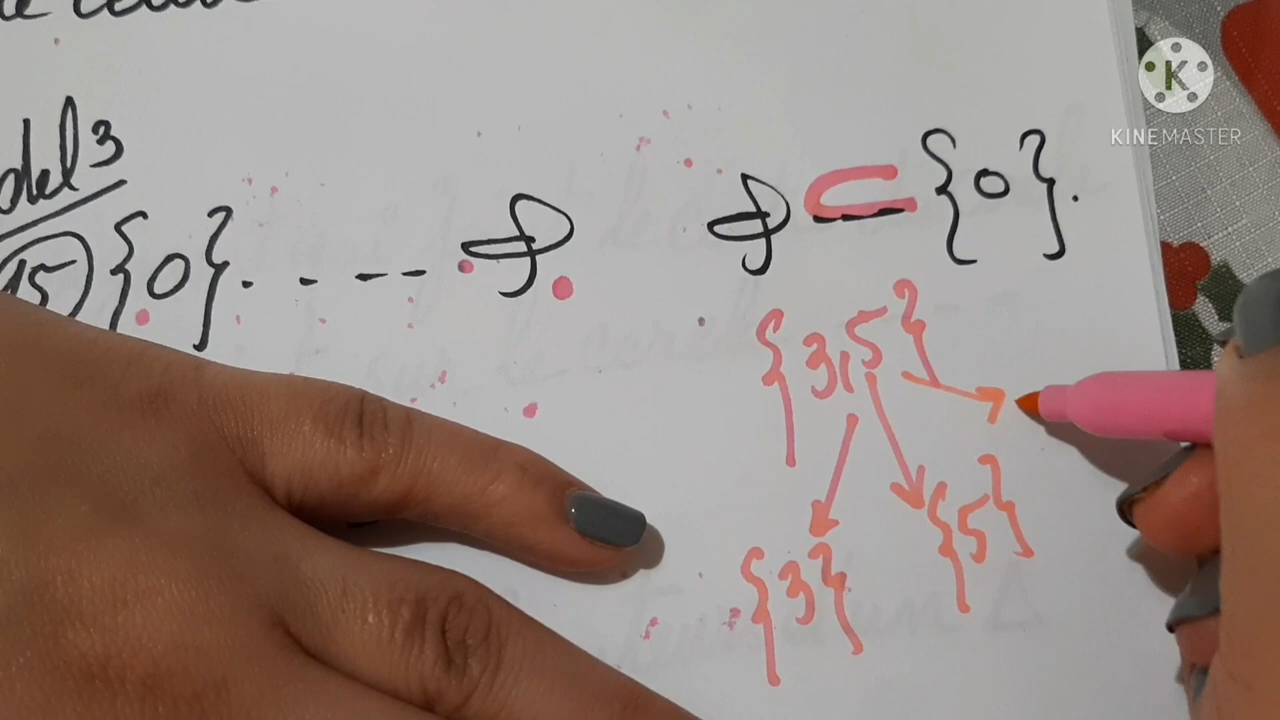 del 3
15 {0} . . - - ϕ
ϕ ⊂ {0}.
{3,5}
{3} {5}
KINEMASTER